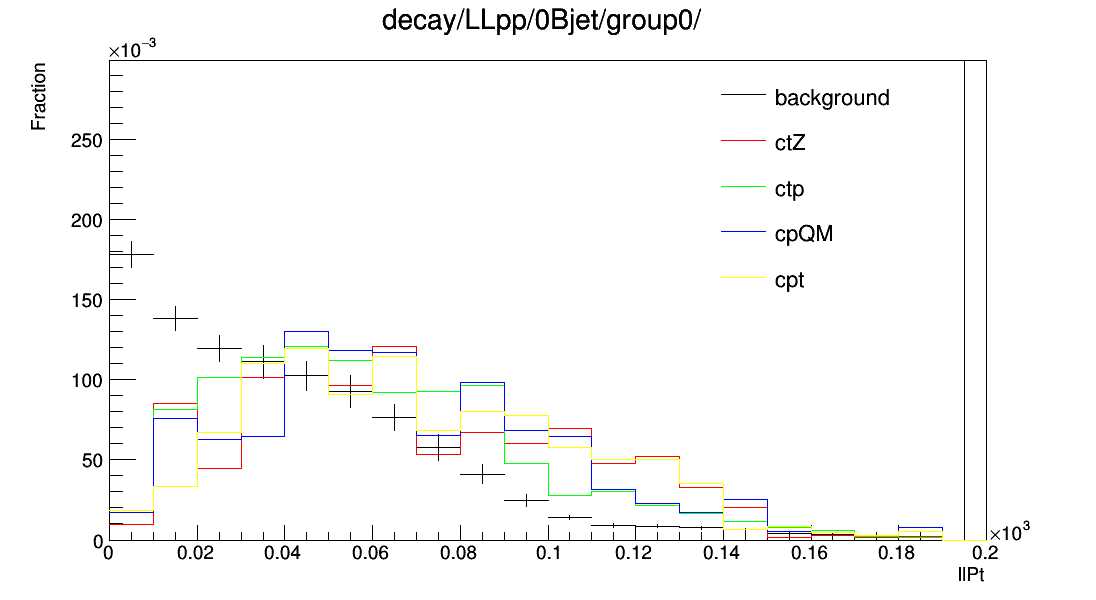 decay/LLpp/0Bjet/group0/
×10⁻³
Fraction
background
ctZ
ctp
cpQM
cpt
250
200
150
100
50
0
0 0.02 0.04 0.06 0.08 0.1 0.12 0.14 0.16 0.18 0.2
×10³
llPt